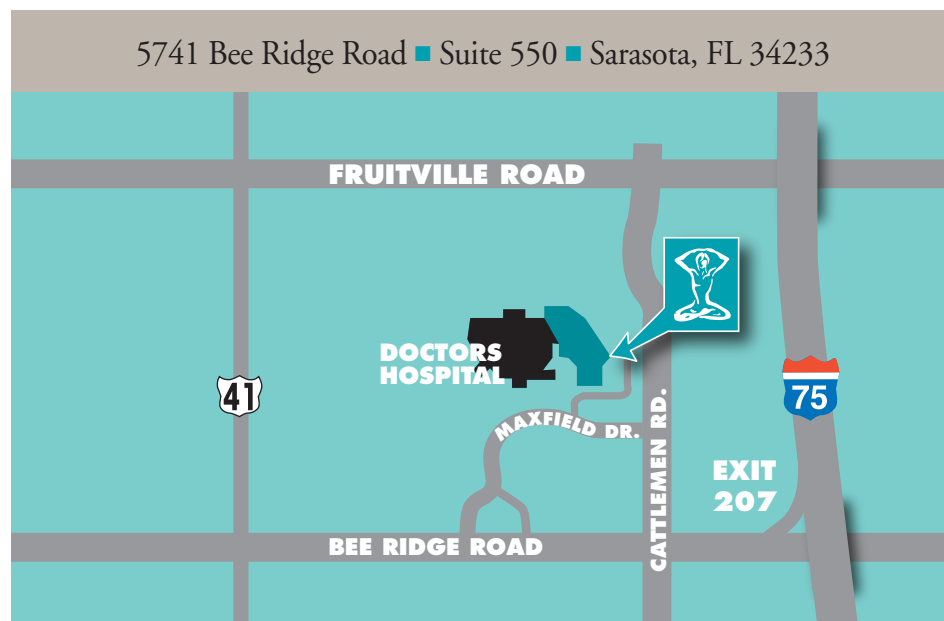 5741 Bee Ridge Road ■ Suite 550 ■ Sarasota, FL 34233
FRUITVILLE ROAD
DOCTORS
HOSPITAL
41
75
MAXFIELD DR.
CATTLEMEN RD.
EXIT
207
BEE RIDGE ROAD